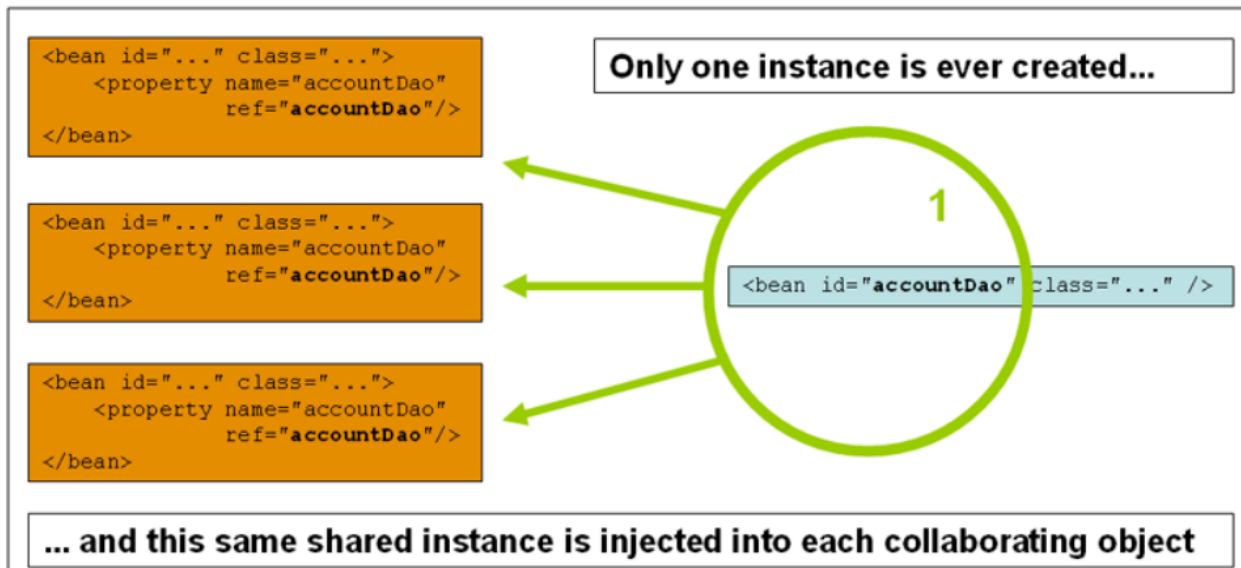 <bean id="..." class="...">
    <property name="accountDao"
              ref="accountDao"/>
</bean>
Only one instance is ever created...
1
<bean id="..." class="...">
    <property name="accountDao"
              ref="accountDao"/>
</bean>
<bean id="accountDao" class="..." />
<bean id="..." class="...">
    <property name="accountDao"
              ref="accountDao"/>
</bean>
... and this same shared instance is injected into each collaborating object